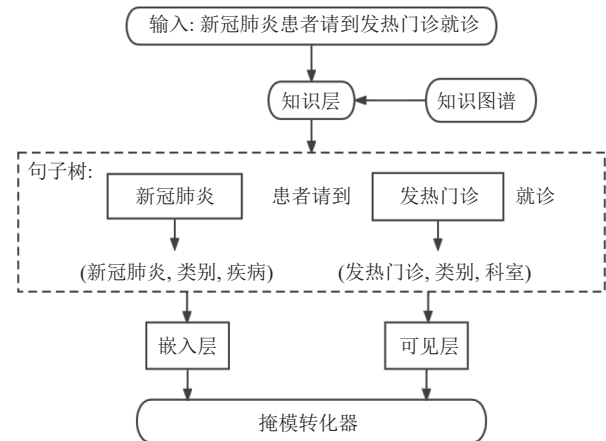 输入: 新冠肺炎患者请到发热门诊就诊
知识层
知识图谱
句子树:
新冠肺炎 患者请到 发热门诊 就诊
(新冠肺炎, 类别, 疾病) (发热门诊, 类别, 科室)
嵌入层 可见层
掩模转化器